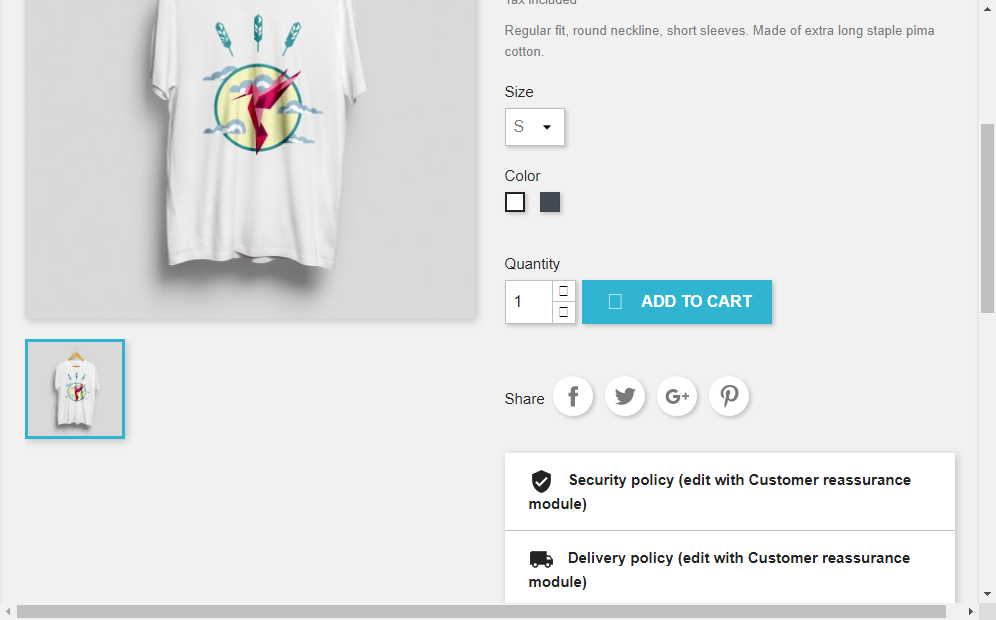 Tax included
Regular fit, round neckline, short sleeves. Made of extra long staple pima
cotton.
Size
S
Color
Quantity
1
ADD TO CART
Share
Security policy (edit with Customer reassurance
module)
Delivery policy (edit with Customer reassurance
module)